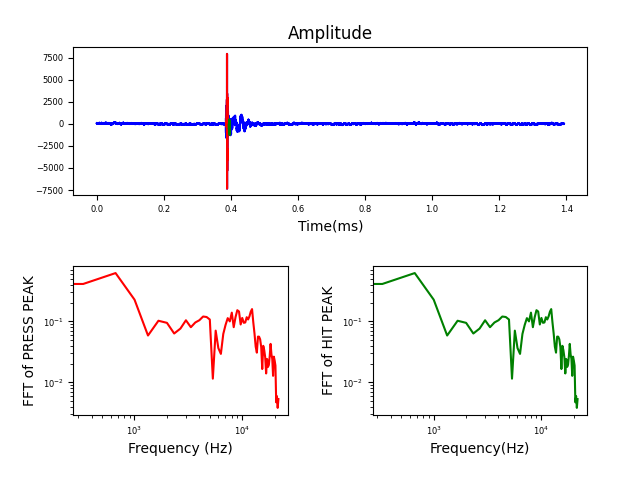 Amplitude
7500
5000
2500
0
−2500
−5000
−7500
0.0 0.2 0.4 0.6 0.8 1.0 1.2 1.4
Time(ms)
FFT of PRESS PEAK
10⁻¹
10⁻²
10³ 10⁴
Frequency (Hz)
FFT of HIT PEAK
10⁻¹
10⁻²
10³ 10⁴
Frequency(Hz)